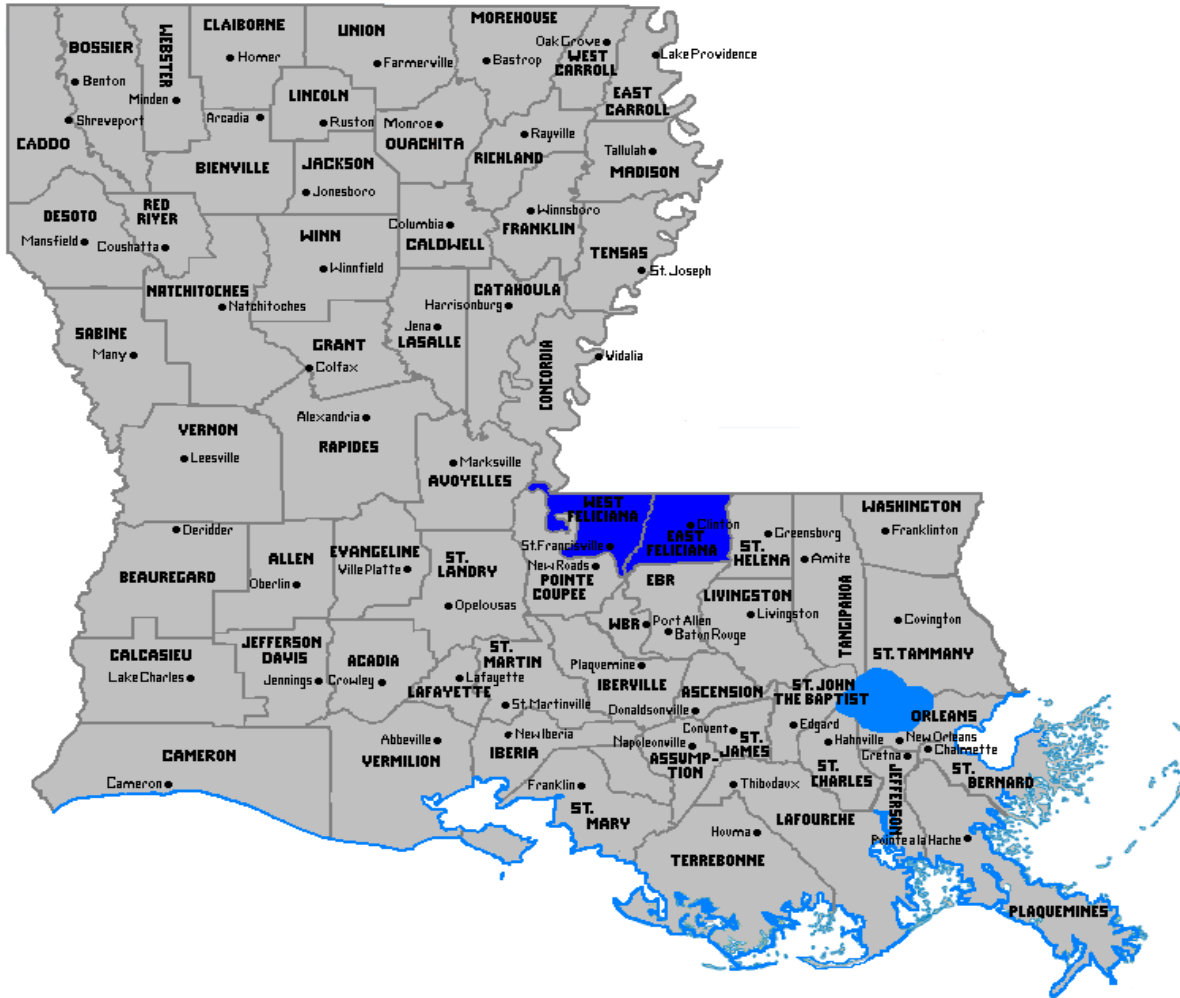 MOREHOUSE
CLAIBORNE
UNION
Oak Grove
BOSSIER
WEBSTER
Homer
Farmerville
Bastrop
WEST
CARROLL
Lake Providence
Benton
Minden
LINCOLN
EAST
CARROLL
Shreveport
Arcadia
Ruston
Monroe
OUACHITA
Rayville
CADDO
BIENVILLE
JACKSON
RICHLAND
Tallulah
MADISON
Jonesboro
DESOTO
RED
RIVER
Winnsboro
FRANKLIN
Mansfield
Coushatta
WINN
Columbia
CALDWELL
TENSAS
Winnfield
St. Joseph
NATCHITOCHES
Natchitoches
CATAHOULA
Harrisonburg
SABINE
Many
GRANT
Colfax
Jena
LASALLE
CONCORDIA
Vidalia
Alexandria
RAPIDES
VERNON
Leesville
Marksville
AVOYELLES
WEST
FELICIANA
Clinton
EAST
FELICIANA
WASHINGTON
Franklinton
Deridder
BEAUREGARD
ALLEN
Oberlin
EVANGELINE
Ville Platte
ST.
LANDRY
Opelousas
St. Francisville
New Roads
POINTE
COUPEE
EBR
Greensburg
ST.
HELENA
Amite
TANGIPAHOA
LIVINGSTON
Livingston
Covington
ST. TAMMANY
WBR
Port Allen
Baton Rouge
CALCASIEU
Lake Charles
JEFFERSON
DAVIS
Jennings
ACADIA
Crowley
ST.
MARTIN
Lafayette
LAFAYETTE
St. Martinville
Plaquemine
IBERVILLE
ASCENSION
Donaldsonville
ST. JOHN
THE BAPTIST
Edgard
ORLEANS
New Orleans
Chalmette
CAMERON
Cameron
Abbeville
VERMILION
New Iberia
IBERIA
Napoleonville
ASSUMP-
TION
Convent
ST.
JAMES
Hahnville
ST.
CHARLES
Gretna
JEFFERSON
ST.
BERNARD
Franklin
ST.
MARY
Thibodaux
LAFOURCHE
Houma
TERREBONNE
Pointe a la Hache
PLAQUEMINES